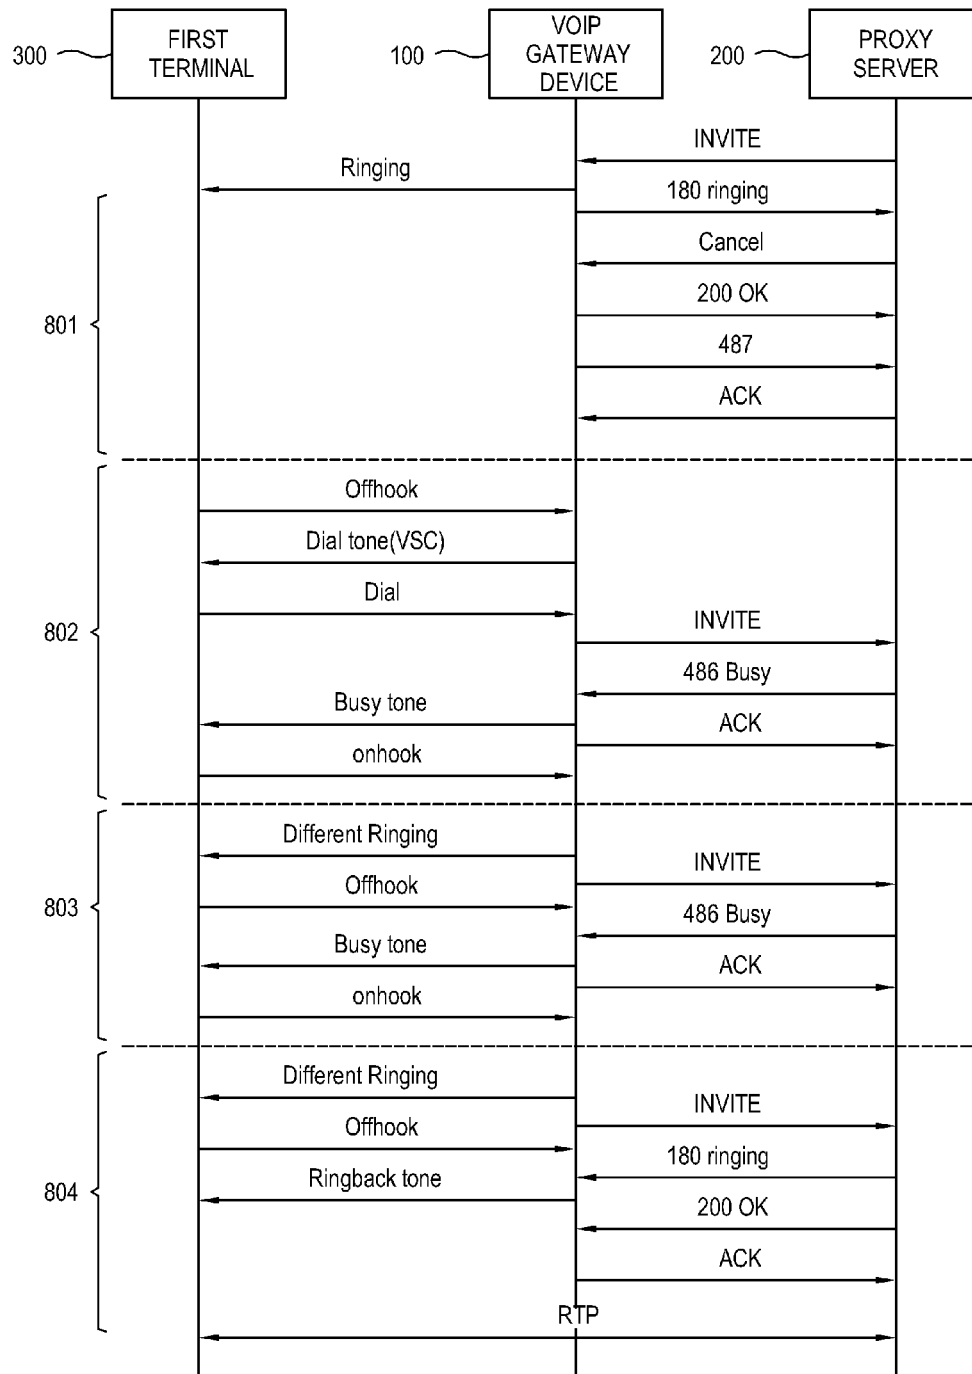 300
FIRST
TERMINAL
100
VOIP
GATEWAY
DEVICE
200
PROXY
SERVER
INVITE
Ringing
180 ringing
Cancel
200 OK
801
487
ACK
Offhook
Dial tone(VSC)
Dial
INVITE
802
486 Busy
Busy tone
ACK
onhook
Different Ringing
INVITE
Offhook
803
486 Busy
Busy tone
ACK
onhook
Different Ringing
INVITE
Offhook
180 ringing
Ringback tone
804
200 OK
ACK
RTP